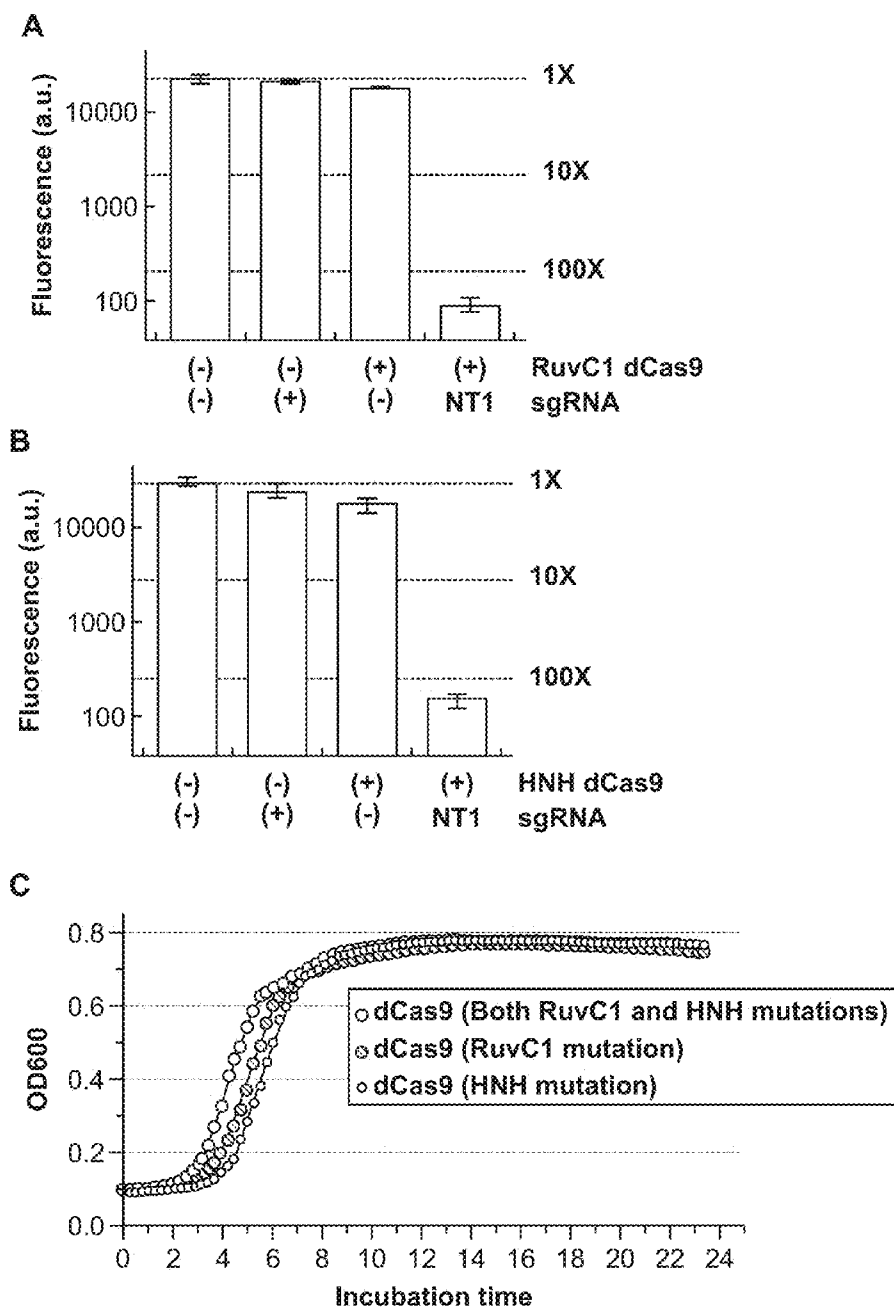 A
Fluorescence (a.u.)
10000
1000
100
1X
10X
100X
(-) (-) (+) (+) RuvC1 dCas9
(-) (+) (-) NT1 sgRNA
B
Fluorescence (a.u.)
10000
1000
100
1X
10X
100X
(-) (-) (+) (+) HNH dCas9
(-) (+) (-) NT1 sgRNA
C
OD600
0.8
0.6
0.4
0.2
0.0
dCas9 (Both RuvC1 and HNH mutations)
dCas9 (RuvC1 mutation)
dCas9 (HNH mutation)
0 2 4 6 8 10 12 14 16 18 20 22 24
Incubation time